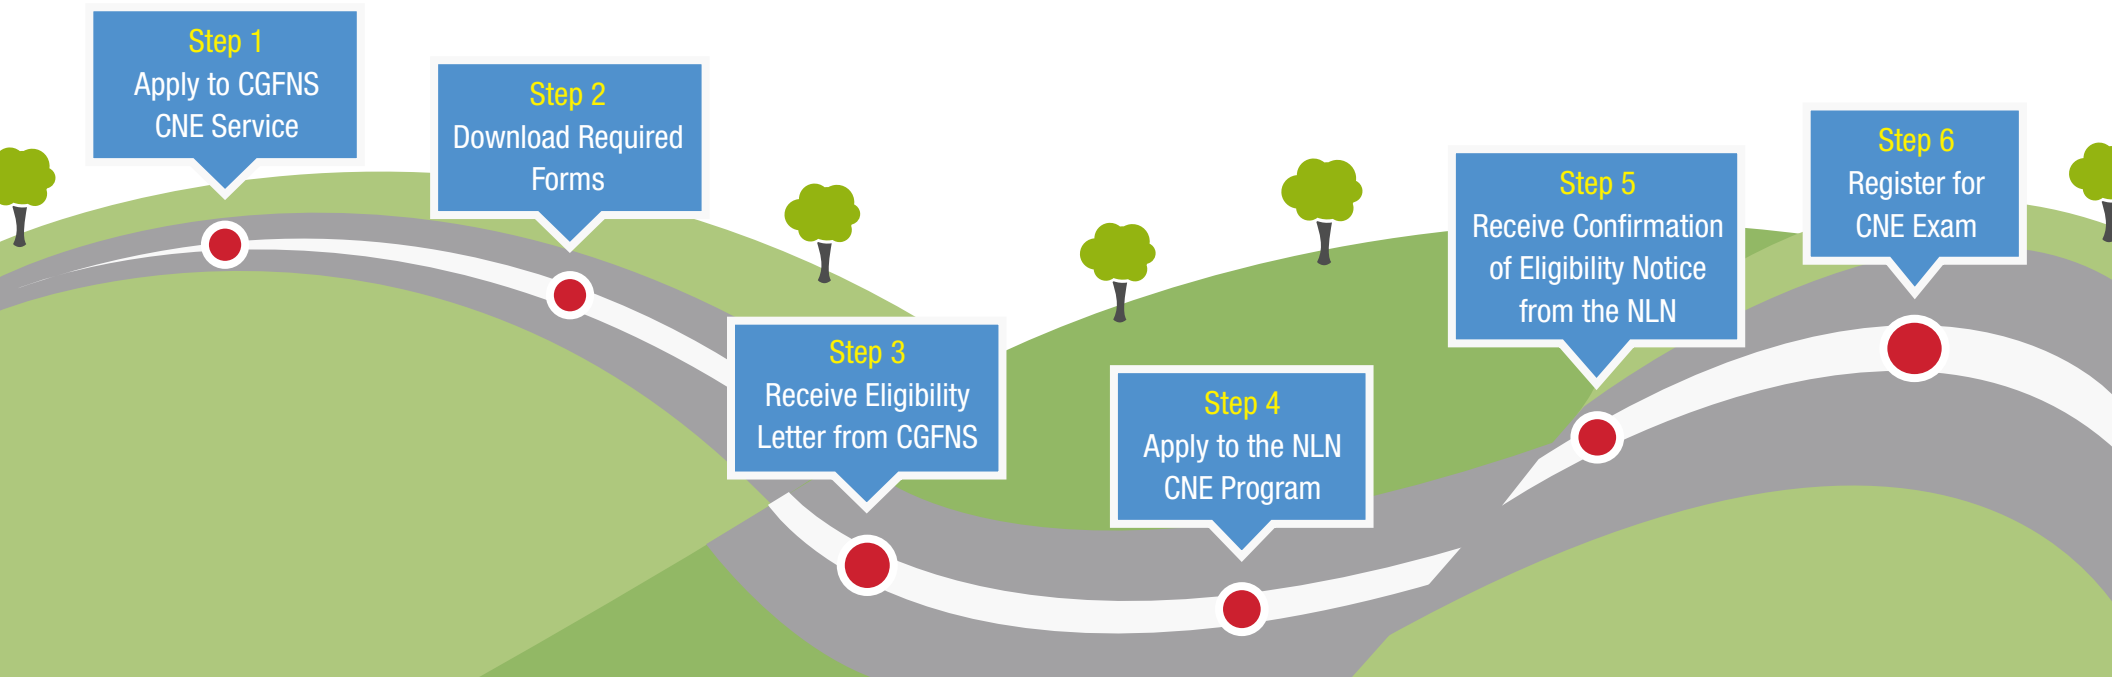 Step 1
Apply to CGFNS
CNE Service
Step 2
Download Required
Forms
Step 3
Receive Eligibility
Letter from CGFNS
Step 4
Apply to the NLN
CNE Program
Step 5
Receive Confirmation
of Eligibility Notice
from the NLN
Step 6
Register for
CNE Exam